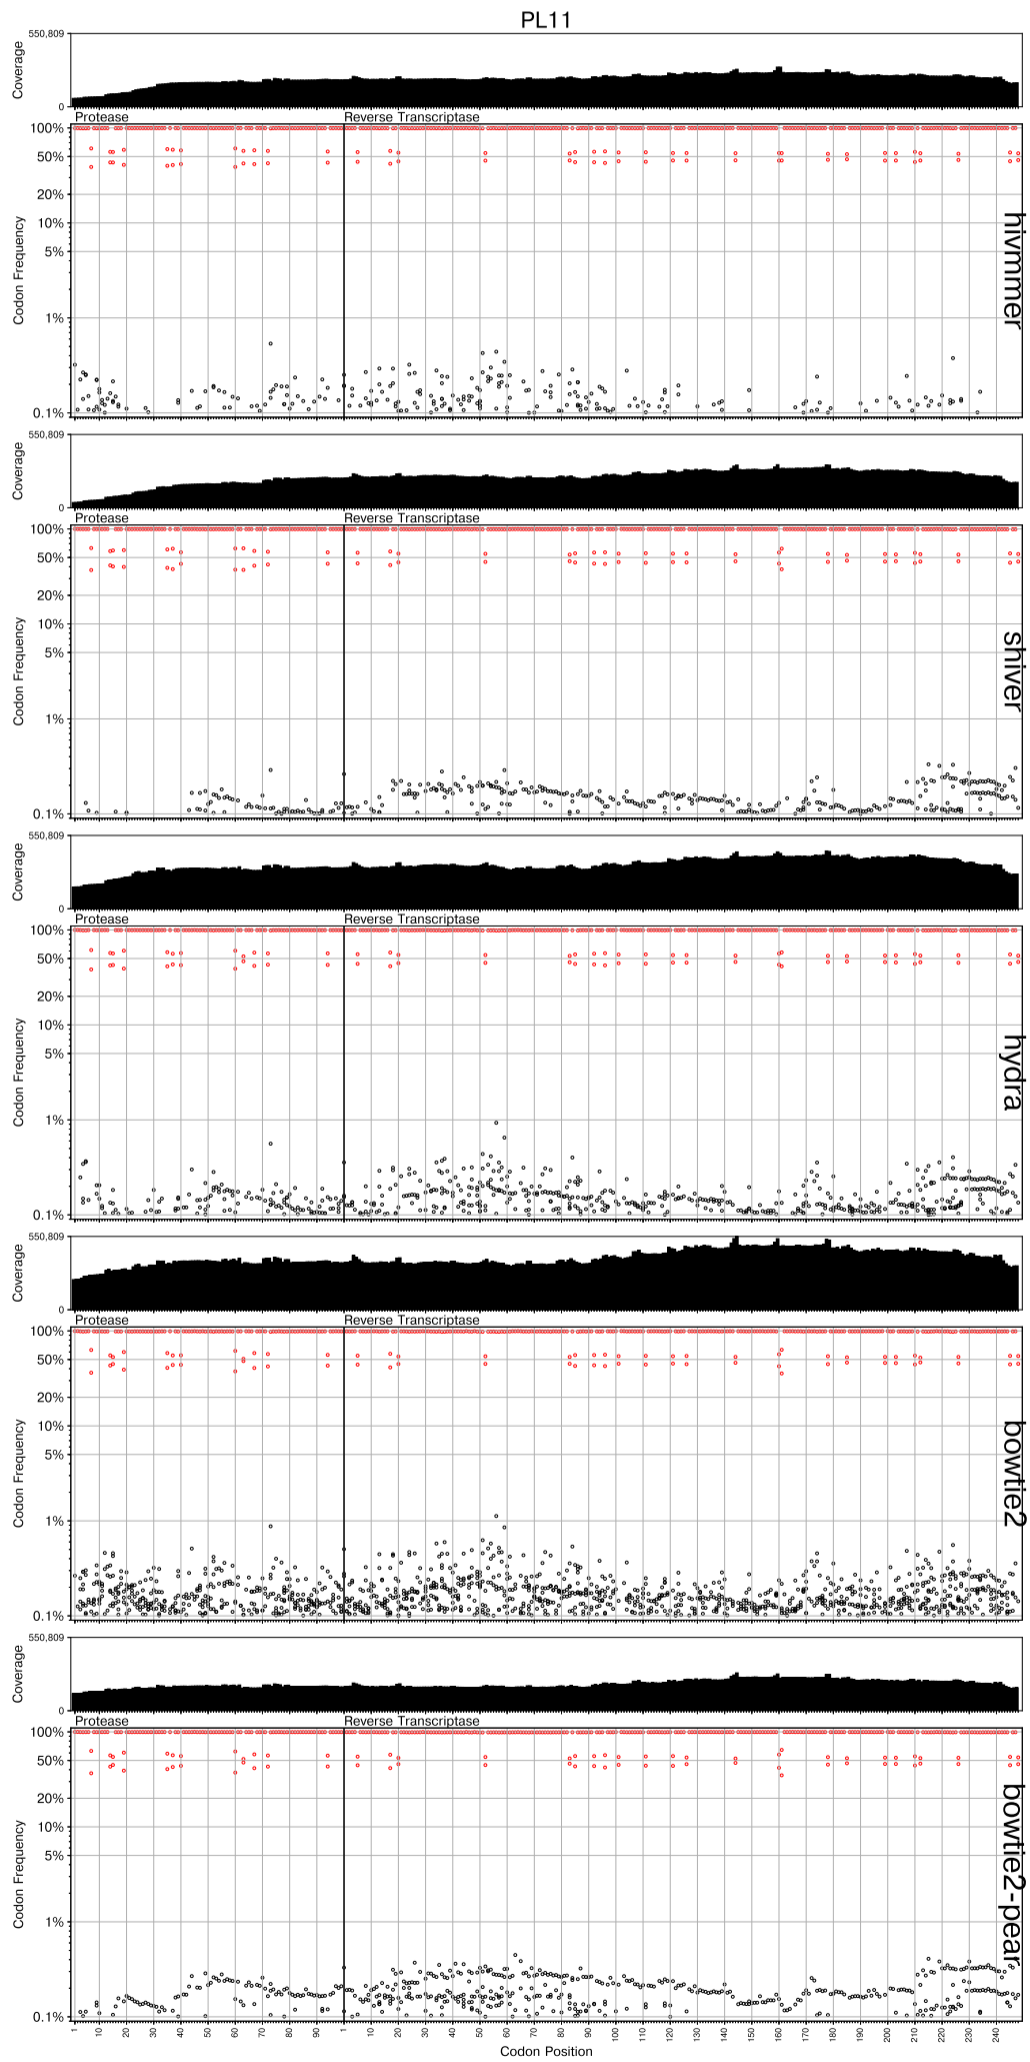 PL11
550,809
Coverage
0
Protease Reverse Transcriptase
100%
50%
20%
10%
5%
1%
0.1%
Codon Frequency
hivmmer
550,809
Coverage
0
Protease Reverse Transcriptase
100%
50%
20%
10%
5%
1%
0.1%
Codon Frequency
shiver
550,809
Coverage
0
Protease Reverse Transcriptase
100%
50%
20%
10%
5%
1%
0.1%
Codon Frequency
hydra
550,809
Coverage
0
Protease Reverse Transcriptase
100%
50%
20%
10%
5%
1%
0.1%
Codon Frequency
bowtie2
550,809
Coverage
0
Protease Reverse Transcriptase
100%
50%
20%
10%
5%
1%
0.1%
Codon Frequency
bowtie2-pear
1 10 20 30 40 50 60 70 80 90 1 10 20 30 40 50 60 70 80 90 100 110 120 130 140 150 160 170 180 190 200 210 220 230 240
Codon Position